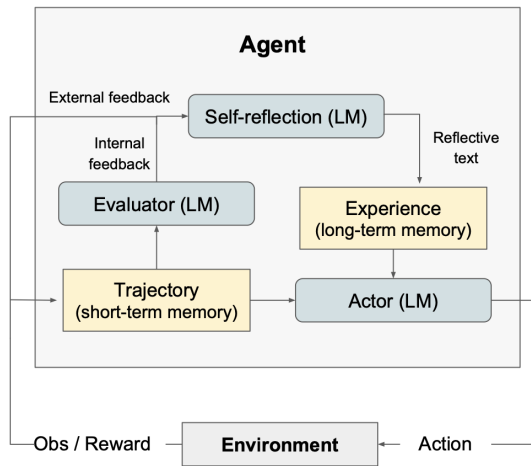 Agent
External feedback
Self-reflection (LM)
Internal
feedback
Reflective
text
Evaluator (LM)
Experience
(long-term memory)
Trajectory
(short-term memory)
Actor (LM)
Obs / Reward
Environment
Action